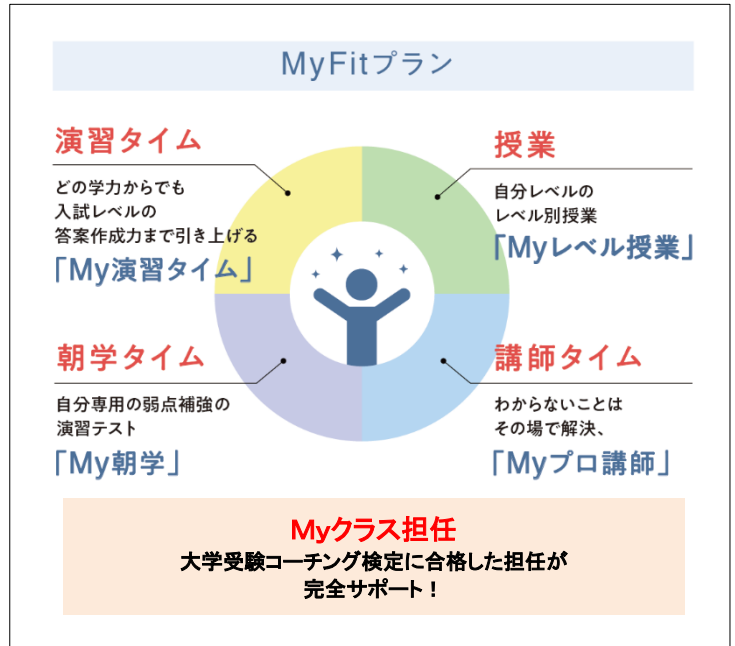 MyFitプラン
演習タイム
どの学力からでも
入試レベルの
答案作成力まで引き上げる
「My演習タイム」
授業
自分レベルの
レベル別授業
「Myレベル授業」
朝学タイム
自分専用の弱点補強の
演習テスト
「My朝学」
講師タイム
わからないことは
その場で解決、
「Myプロ講師」
Myクラス担任
大学受験コーチング検定に合格した担任が
完全サポート！